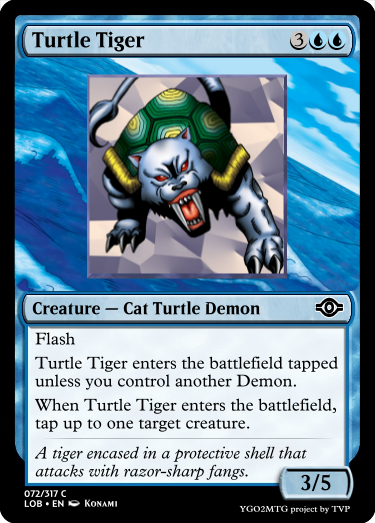 Turtle Tiger 3
Creature — Cat Turtle Demon
Flash
Turtle Tiger enters the battlefield tapped
unless you control another Demon.
When Turtle Tiger enters the battlefield,
tap up to one target creature.
A tiger encased in a protective shell that
attacks with razor-sharp fangs.
3/5
072/317 C
LOB • EN KONAMI
YGO2MTG project by TVP